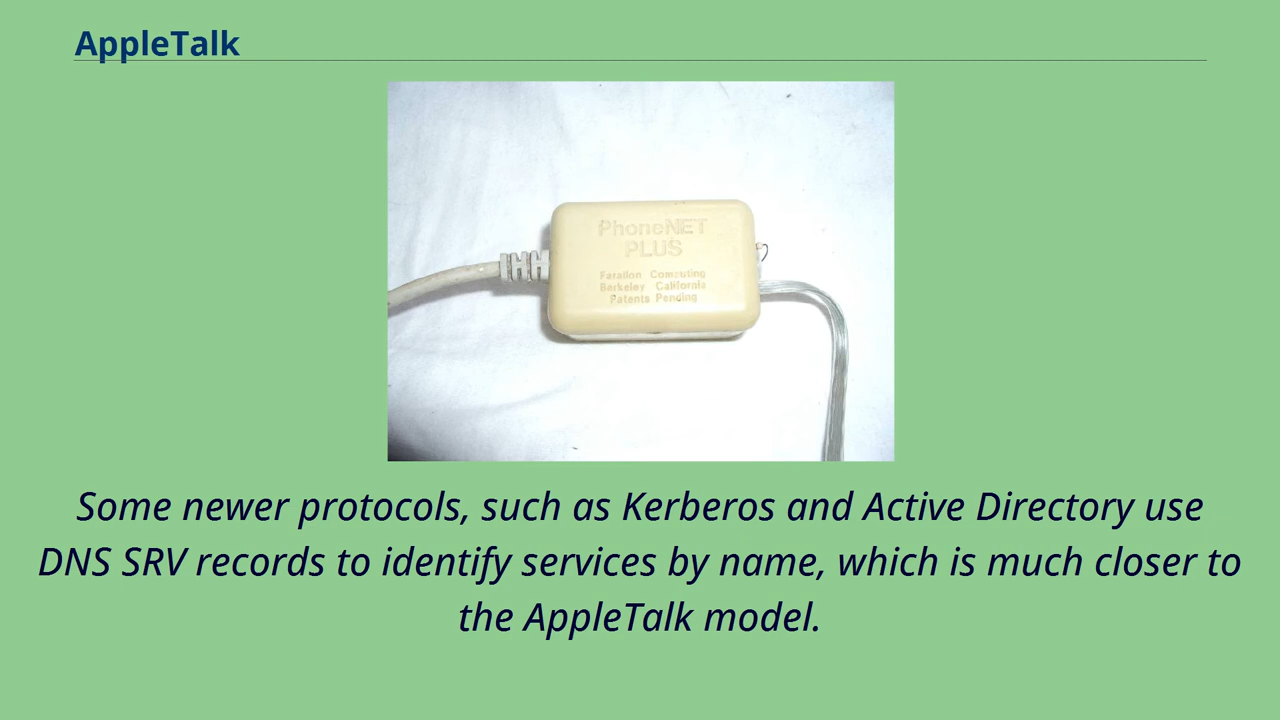 AppleTalk
PhoneNET
PLUS
Farallon Computing
Berkeley California
Patents Pending
Some newer protocols, such as Kerberos and Active Directory use
DNS SRV records to identify services by name, which is much closer to
the AppleTalk model.